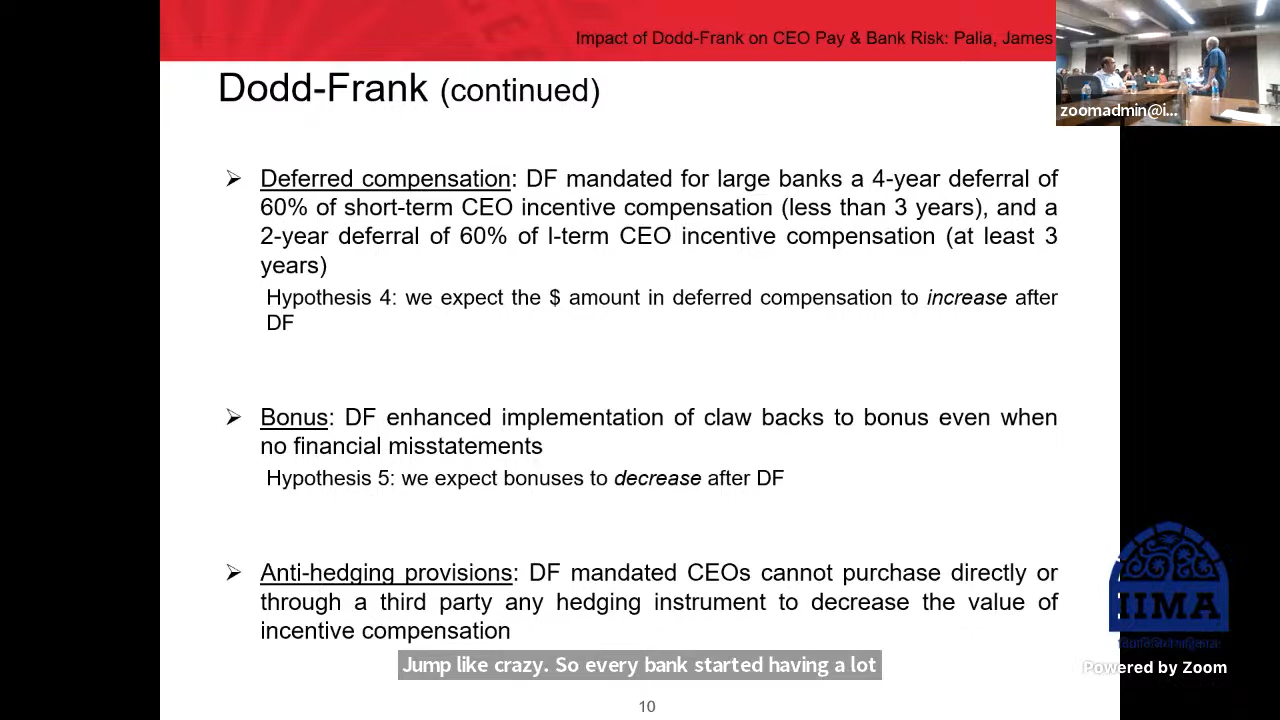 Impact of Dodd-Frank on CEO Pay & Bank Risk: Palia, James
zoomadmin@i...
Dodd-Frank (continued)
➢ Deferred compensation: DF mandated for large banks a 4-year deferral of
60% of short-term CEO incentive compensation (less than 3 years), and a
2-year deferral of 60% of l-term CEO incentive compensation (at least 3
years)
Hypothesis 4: we expect the $ amount in deferred compensation to increase after
DF
➢ Bonus: DF enhanced implementation of claw backs to bonus even when
no financial misstatements
Hypothesis 5: we expect bonuses to decrease after DF
➢ Anti-hedging provisions: DF mandated CEOs cannot purchase directly or
through a third party any hedging instrument to decrease the value of
incentive compensation
IIMA
Jump like crazy. So every bank started having a lot
Powered by Zoom
10